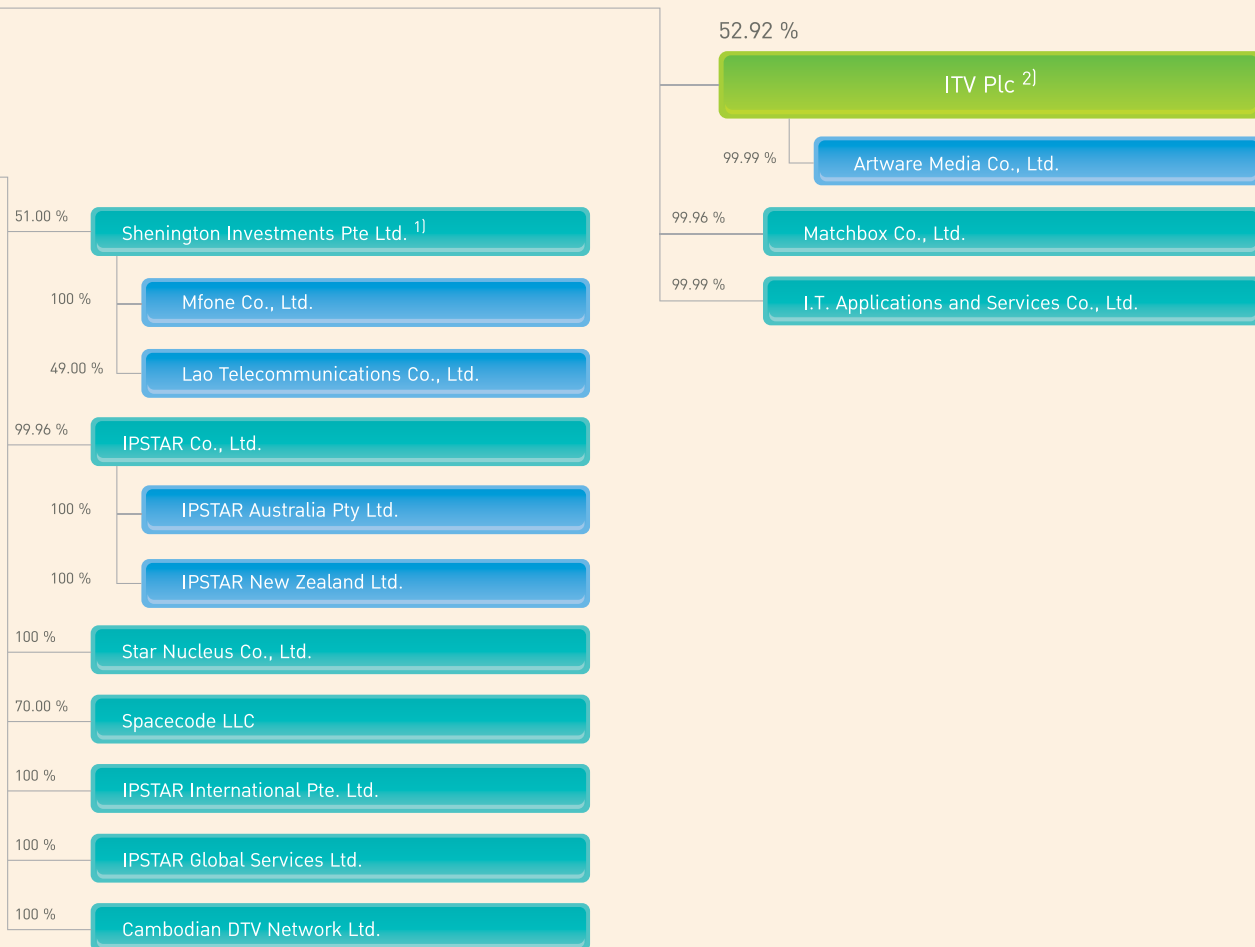 52.92 %
ITV Plc 2)
99.99 %
Artware Media Co., Ltd.
99.96 %
Matchbox Co., Ltd.
99.99 %
I.T. Applications and Services Co., Ltd.
51.00 %
Shenington Investments Pte Ltd. 1)
100 %
Mfone Co., Ltd.
49.00 %
Lao Telecommunications Co., Ltd.
99.96 %
IPSTAR Co., Ltd.
100 %
IPSTAR Australia Pty Ltd.
100 %
IPSTAR New Zealand Ltd.
100 %
Star Nucleus Co., Ltd.
70.00 %
Spacecode LLC
100 %
IPSTAR International Pte. Ltd.
100 %
IPSTAR Global Services Ltd.
100 %
Cambodian DTV Network Ltd.